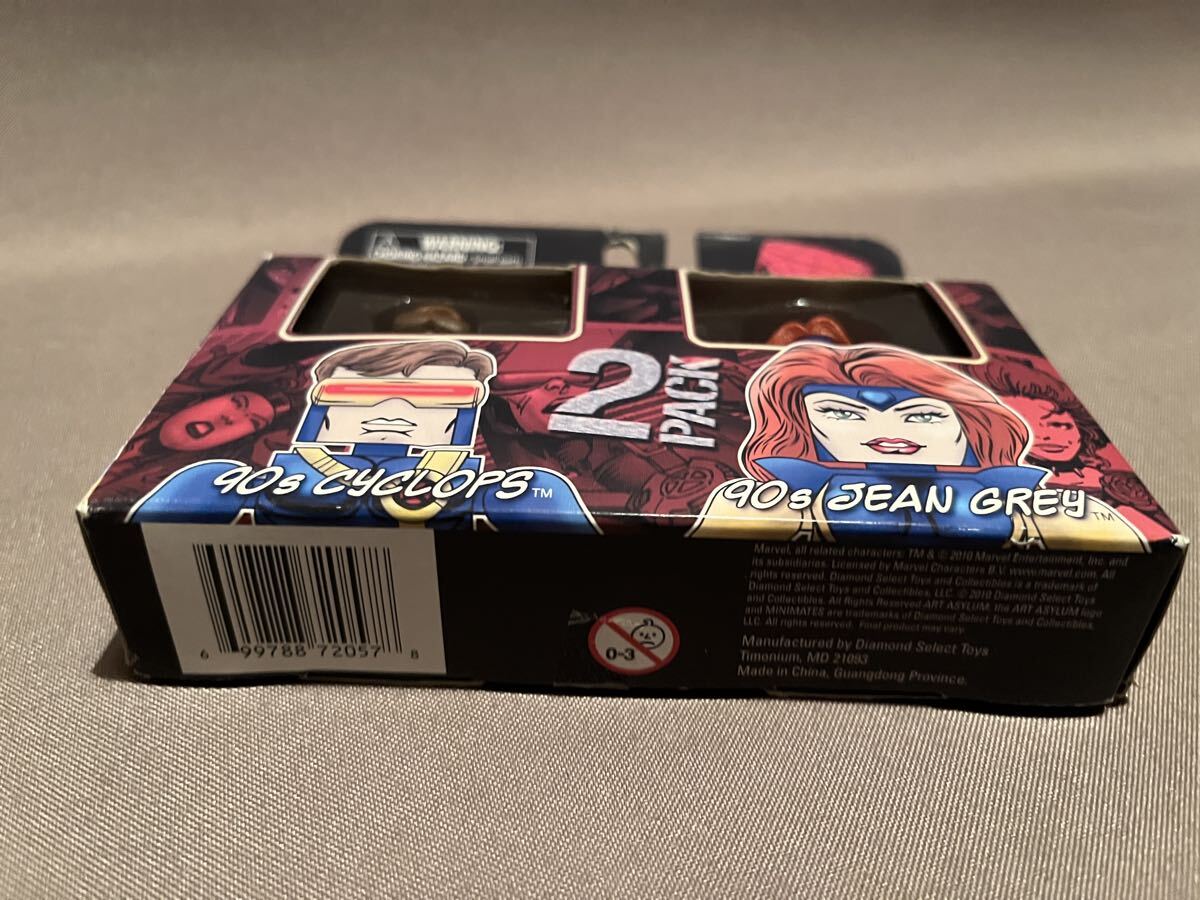 WARNING:
2
PACK
90s CYCLOPS™
90s JEAN GREY™
6 99788 72057 8
0-3
Marvel, all related characters: TM & © 2010 Marvel Entertainment, Inc. and
its subsidiaries. Licensed by Marvel Characters B.V. www.marvel.com. All
rights reserved. Diamond Select Toys and Collectibles is a trademark of
Diamond Select Toys and Collectibles, LLC. © 2010 Diamond Select Toys
and Collectibles. All Rights Reserved. ART ASYLUM, the ART ASYLUM logo
and MINIMATES are trademarks of Diamond Select Toys and Collectibles,
LLC. All rights reserved. Final product may vary.
Manufactured by Diamond Select Toys
Timonium, MD 21093
Made in China, Guangdong Province.